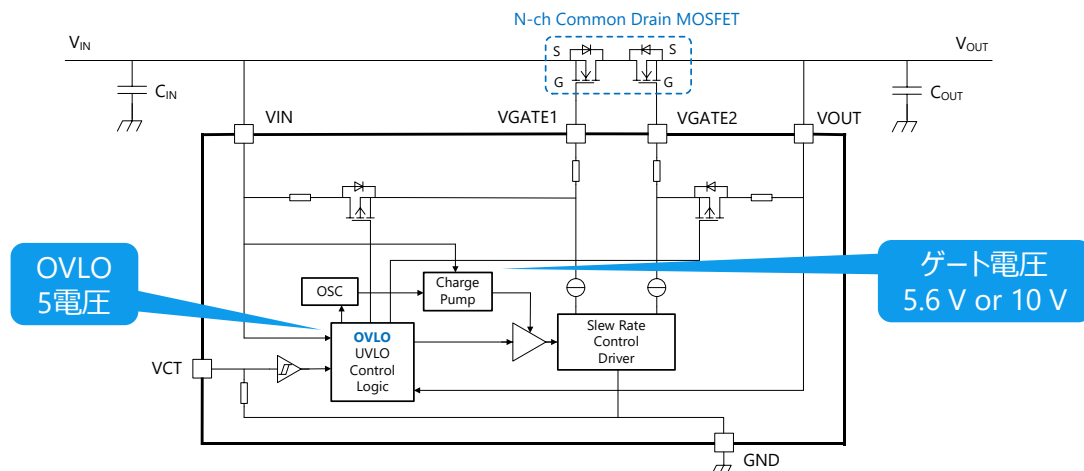 N-ch Common Drain MOSFET
VIN
S
S
VOUT
G
G
CIN
COUT
VIN
VGATE1
VGATE2
VOUT
OVLO
5電圧
ゲート電圧
5.6 V or 10 V
OSC
Charge
Pump
OVLO
UVLO
Control
Logic
Slew Rate
Control
Driver
VCT
GND